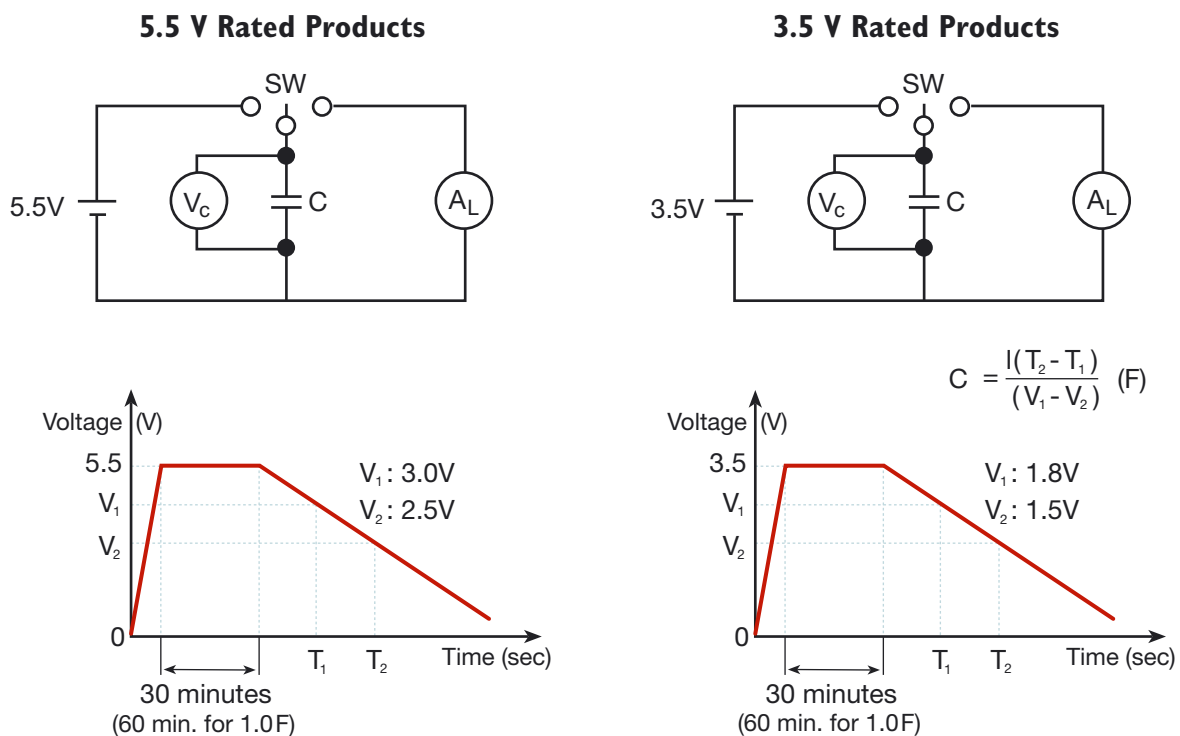 5.5 V Rated Products
SW
5.5V
Vc
C
AL
Voltage (V)
5.5
V1
V2
0
V1: 3.0V
V2: 2.5V
T1
T2
Time (sec)
30 minutes
(60 min. for 1.0F)
3.5 V Rated Products
SW
3.5V
Vc
C
AL
C = I(T2 - T1) / (V1 - V2) (F)
Voltage (V)
3.5
V1
V2
0
V1: 1.8V
V2: 1.5V
T1
T2
Time (sec)
30 minutes
(60 min. for 1.0F)